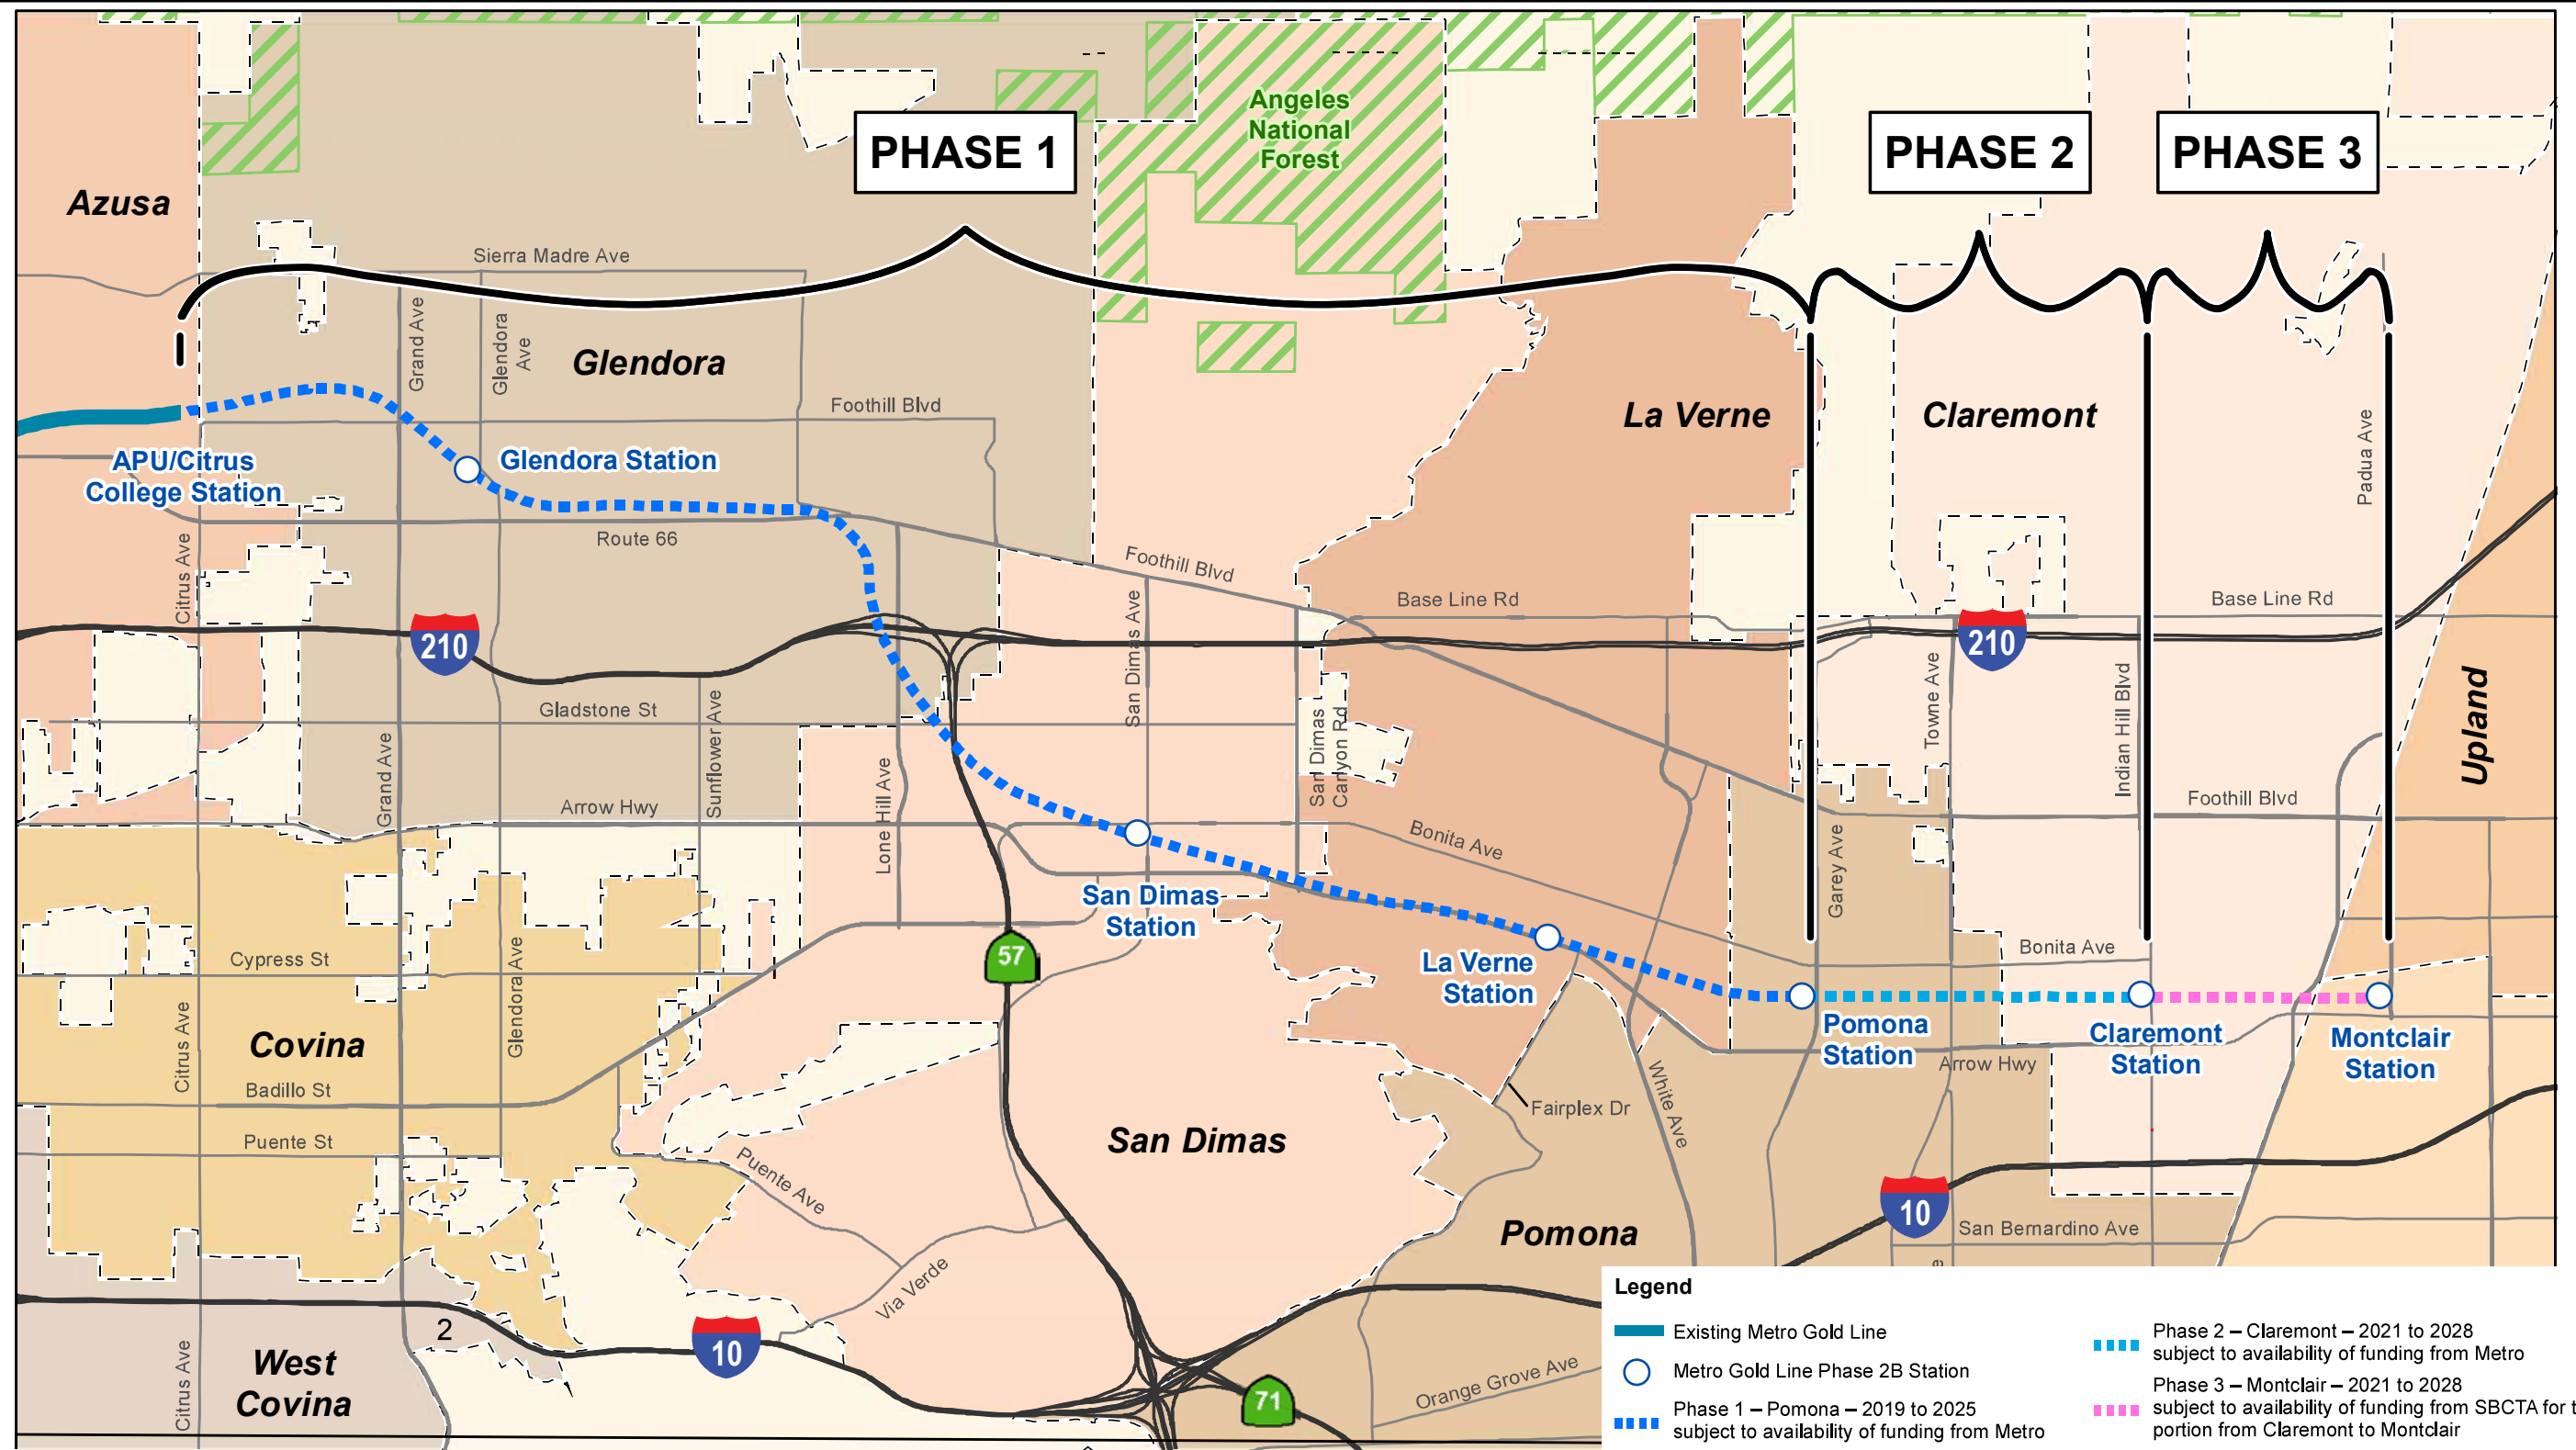 PHASE 1
PHASE 2
PHASE 3
Angeles
National
Forest
Azusa
Sierra Madre Ave
Grand Ave
Glendora
Ave
Glendora
Foothill Blvd
La Verne
Claremont
Padua Ave
APU/Citrus
College Station
Glendora Station
Route 66
Citrus Ave
Foothill Blvd
Base Line Rd
Base Line Rd
210
210
San Dimas Ave
Gladstone St
Sunflower Ave
San Dimas
Canyon Rd
Towne Ave
Indian Hill Blvd
Upland
Grand Ave
Arrow Hwy
Lone Hill Ave
Bonita Ave
Garey Ave
Foothill Blvd
San Dimas
Station
57
La Verne
Station
Bonita Ave
Cypress St
Glendora Ave
Citrus Ave
Covina
Pomona
Station
Claremont
Station
Montclair
Station
Arrow Hwy
Badillo St
Fairplex Dr
White Ave
Puente St
San Dimas
Puente Ave
Pomona
10
San Bernardino Ave
e
Via Verde
2
10
West
Covina
Citrus Ave
71
Orange Grove Ave
Legend
Existing Metro Gold Line
Metro Gold Line Phase 2B Station
Phase 1 – Pomona – 2019 to 2025
subject to availability of funding from Metro
Phase 2 – Claremont – 2021 to 2028
subject to availability of funding from Metro
Phase 3 – Montclair – 2021 to 2028
subject to availability of funding from SBCTA for t
portion from Claremont to Montclair